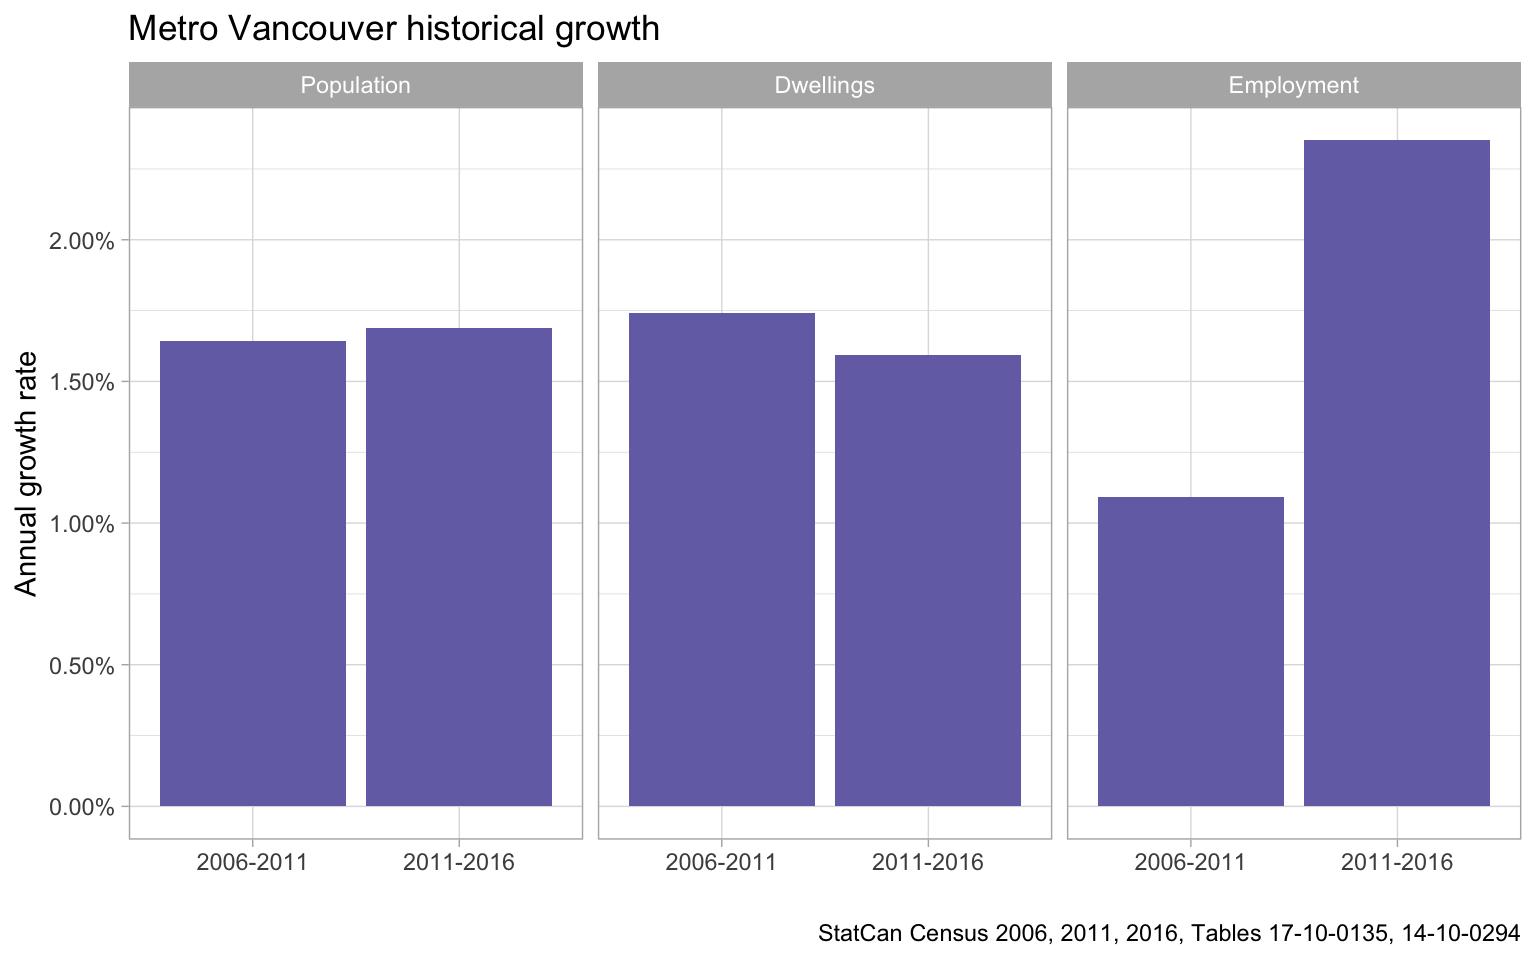 Metro Vancouver historical growth
Population
Dwellings
Employment
Annual growth rate
2.00%
1.50%
1.00%
0.50%
0.00%
2006-2011
2011-2016
2006-2011
2011-2016
2006-2011
2011-2016
StatCan Census 2006, 2011, 2016, Tables 17-10-0135, 14-10-0294